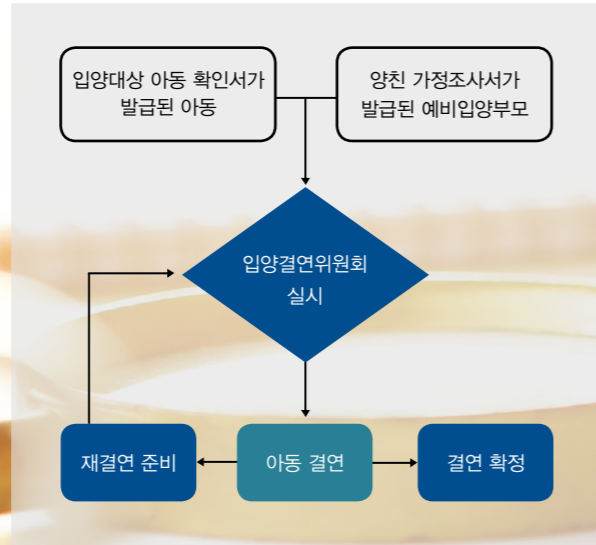 입양대상 아동 확인서가
발급된 아동
양친 가정조사서가
발급된 예비입양부모
입양결연위원회
실시
재결연 준비
아동 결연
결연 확정